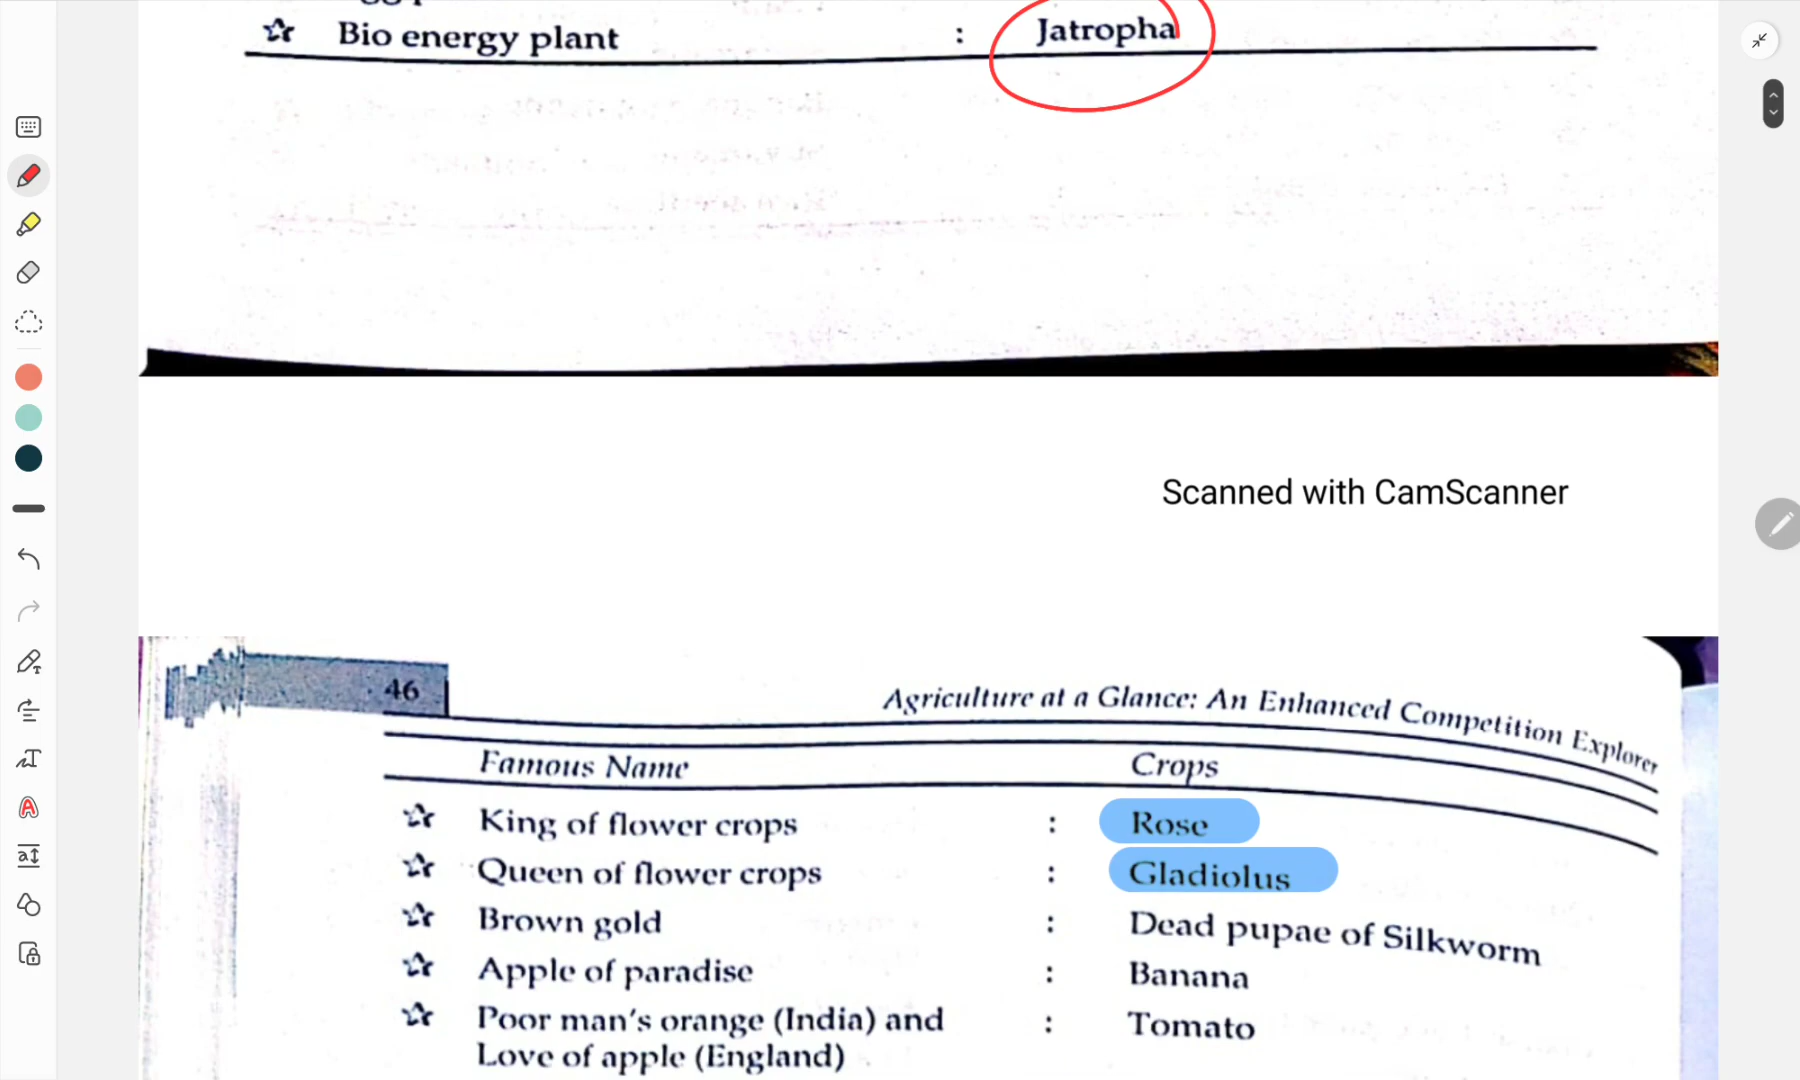 Bio energy plant : Jatropha
Scanned with CamScanner
46
Agriculture at a Glance: An Enhanced Competition Explorer
Famous Name Crops
King of flower crops : Rose
Queen of flower crops : Gladiolus
Brown gold : Dead pupae of Silkworm
Apple of paradise : Banana
Poor man's orange (India) and : Tomato
Love of apple (England)